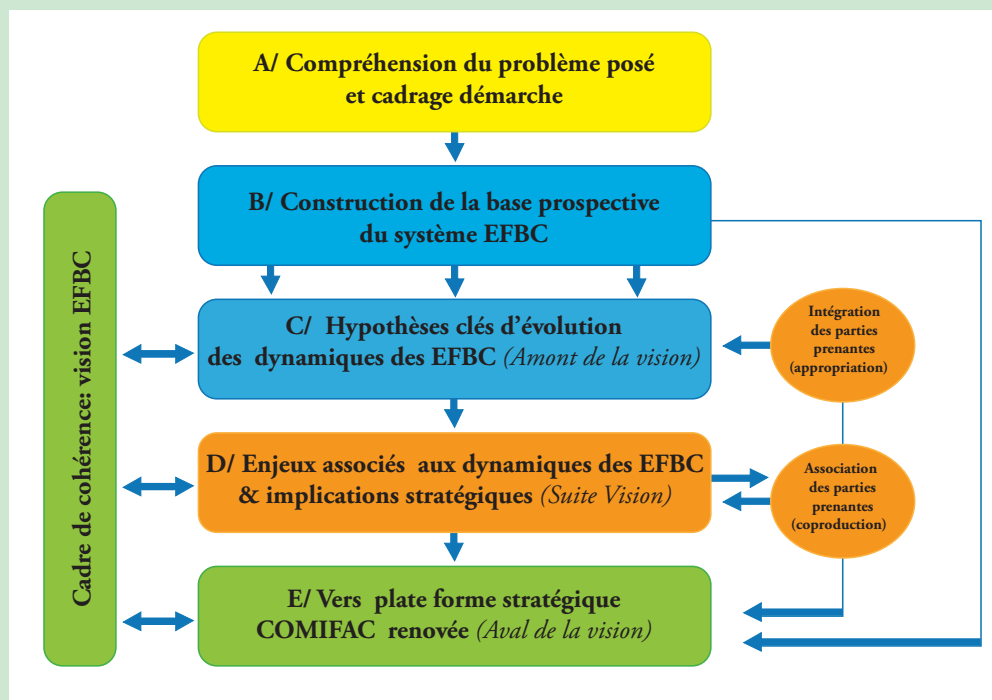 A/ Compréhension du problème posé
et cadrage démarche
B/ Construction de la base prospective
du système EFBC
Cadre de cohérence: vision EFBC
C/ Hypothèses clés d'évolution
des dynamiques des EFBC (Amont de la vision)
Intégration
des parties
prenantes
(appropriation)
D/ Enjeux associés aux dynamiques des EFBC
& implications stratégiques (Suite Vision)
Association
des parties
prenantes
(coproduction)
E/ Vers plate forme stratégique
COMIFAC renovée (Aval de la vision)